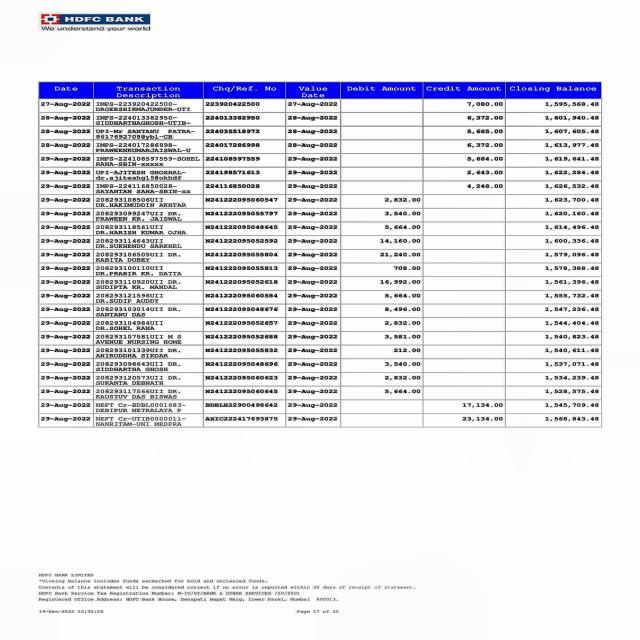 HDFC BANK
We understand your world
Date Transaction Description Chq/Ref. No Value Date Debit Amount Credit Amount Closing Balance
27-Aug-2022 IMPS-223920422500- 223920422500 27-Aug-2022 7,080.00 1,595,568.48
DRDEESHIRMAJUMDER-UTI
28-Aug-2022 IMPS-224013382950- 224013382950 28-Aug-2022 6,372.00 1,601,940.48
SIDDHARTHAGHOSH-UTIB-
28-Aug-2022 UPI-Mr SANTANU PATRA- 224035518972 28-Aug-2022 5,665.00 1,607,605.48
8617692708@ybl-CB
28-Aug-2022 IMPS-224017286998- 224017286998 28-Aug-2022 6,372.00 1,613,977.48
PRAWEENKUMARJAISWAL-U
29-Aug-2022 IMPS-224108597559-SOHEL 224108597559 29-Aug-2022 5,664.00 1,619,641.48
RANA-SBIN-xxxxx
29-Aug-2022 UPI-AJITESH GHOSHAL- 224198571613 29-Aug-2022 2,643.00 1,622,284.48
dr.ajiteshg15@okhdf
29-Aug-2022 IMPS-224116850028- 224116850028 29-Aug-2022 4,248.00 1,626,532.48
SAYANTAN SANA-SBIN-xx
29-Aug-2022 208293108506UII N241222095060547 29-Aug-2022 2,832.00 1,623,700.48
DR.HAKIMUDDIN AKHTAR
29-Aug-2022 208293099247UII DR. N241222095055797 29-Aug-2022 3,540.00 1,620,160.48
PRAWEEN KR. JAISWAL
29-Aug-2022 208293118561UII N241222095048645 29-Aug-2022 5,664.00 1,614,496.48
DR.HARISH KUMAR OJHA
29-Aug-2022 208293114643UII N241222095052592 29-Aug-2022 14,160.00 1,600,336.48
DR.SUKHENDU SARKHEL
29-Aug-2022 208293106505UII DR. N241222095055804 29-Aug-2022 21,240.00 1,579,096.48
KABITA DUBEY
29-Aug-2022 208293100110UII N241222095055813 29-Aug-2022 708.00 1,578,388.48
DR.PRABIR KR. DATTA
29-Aug-2022 208293110920UII DR. N241222095052618 29-Aug-2022 16,992.00 1,561,396.48
SUDIPTA KR. MANDAL
29-Aug-2022 208293121596UII N241222095060584 29-Aug-2022 5,664.00 1,555,732.48
DR.SUDIP AUDDY
29-Aug-2022 208293103014UII DR. N241222095048676 29-Aug-2022 8,496.00 1,547,236.48
SANTANU DAS
29-Aug-2022 208293104984UII N241222095052657 29-Aug-2022 2,832.00 1,544,404.48
DR.SOHEL RANA
29-Aug-2022 208293107581UII M S N241222095052688 29-Aug-2022 3,581.00 1,540,823.48
AVENUE NURSING HOME
29-Aug-2022 208293101339UII DR. N241222095055832 29-Aug-2022 212.00 1,540,611.48
ANIRUDDHA SIKDAR
29-Aug-2022 208293098643UII DR. N241222095048696 29-Aug-2022 3,540.00 1,537,071.48
SIDDHARTHA GHOSH
29-Aug-2022 208293120573UII DR. N241222095060623 29-Aug-2022 2,832.00 1,534,239.48
SUKANTA DEBNATH
29-Aug-2022 208293117566UII DR. N241222095060645 29-Aug-2022 5,664.00 1,528,575.48
KAUSTUV DAS BISWAS
29-Aug-2022 NEFT Cr-BDBL0001683- BDBLH22900498642 29-Aug-2022 17,134.00 1,545,709.48
DEBIPUR NETRALAYA P
29-Aug-2022 NEFT Cr-UTIB0000011- AXIC222417693875 29-Aug-2022 23,134.00 1,568,843.48
NANRITAM-UNI MEDPRA
HDFC BANK LIMITED
*Closing Balance includes funds earmarked for Hold and uncleared funds.
Contents of this statement will be considered correct if no error is reported within 30 days of receipt of statement.
HDFC Bank Service Tax Registration Number: M-IV/ST/BANK & OTHER SERVICES /20/2001
Registered Office Address: HDFC Bank House, Senapati Bapat Marg, Lower Parel, Mumbai 400013.
19-Dec-2022 12:32:28 Page 17 of 20